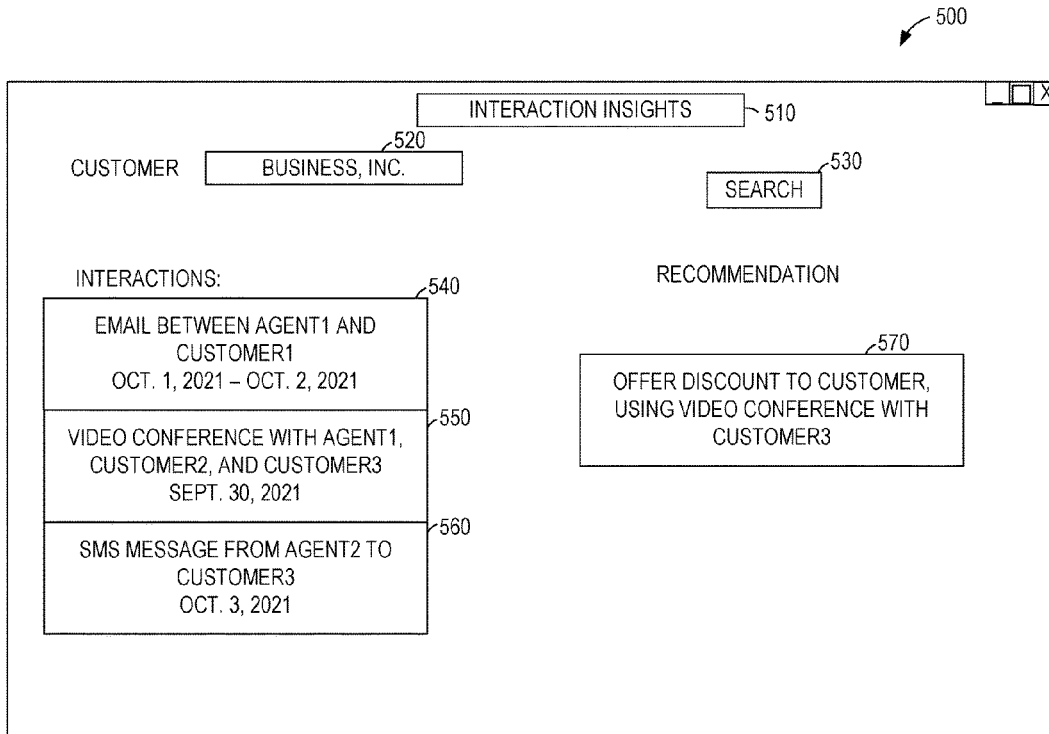 500
_ X
INTERACTION INSIGHTS
510
520
CUSTOMER
BUSINESS, INC.
530
SEARCH
INTERACTIONS:
540
EMAIL BETWEEN AGENT1 AND
CUSTOMER1
OCT. 1, 2021 – OCT. 2, 2021
550
VIDEO CONFERENCE WITH AGENT1,
CUSTOMER2, AND CUSTOMER3
SEPT. 30, 2021
560
SMS MESSAGE FROM AGENT2 TO
CUSTOMER3
OCT. 3, 2021
RECOMMENDATION
570
OFFER DISCOUNT TO CUSTOMER,
USING VIDEO CONFERENCE WITH
CUSTOMER3